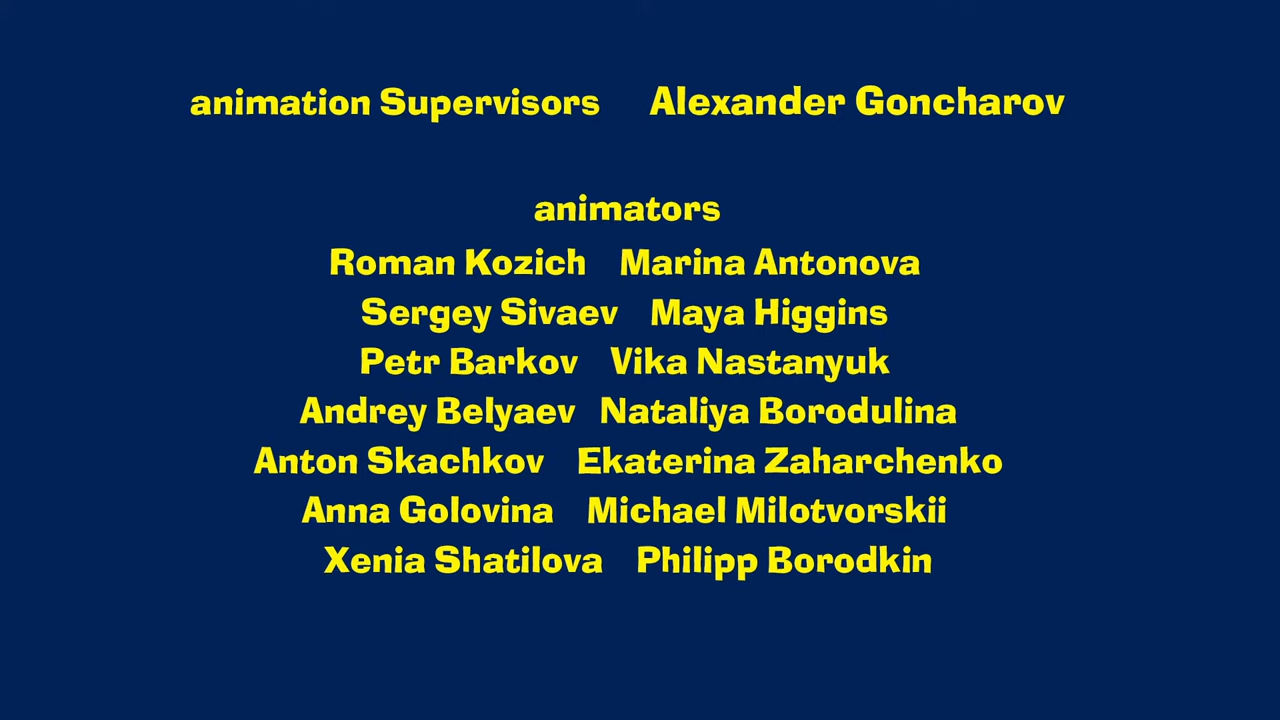 animation Supervisors Alexander Goncharov
animators
Roman Kozich Marina Antonova
Sergey Sivaev Maya Higgins
Petr Barkov Vika Nastanyuk
Andrey Belyaev Nataliya Borodulina
Anton Skachkov Ekaterina Zaharchenko
Anna Golovina Michael Milotvorskii
Xenia Shatilova Philipp Borodkin